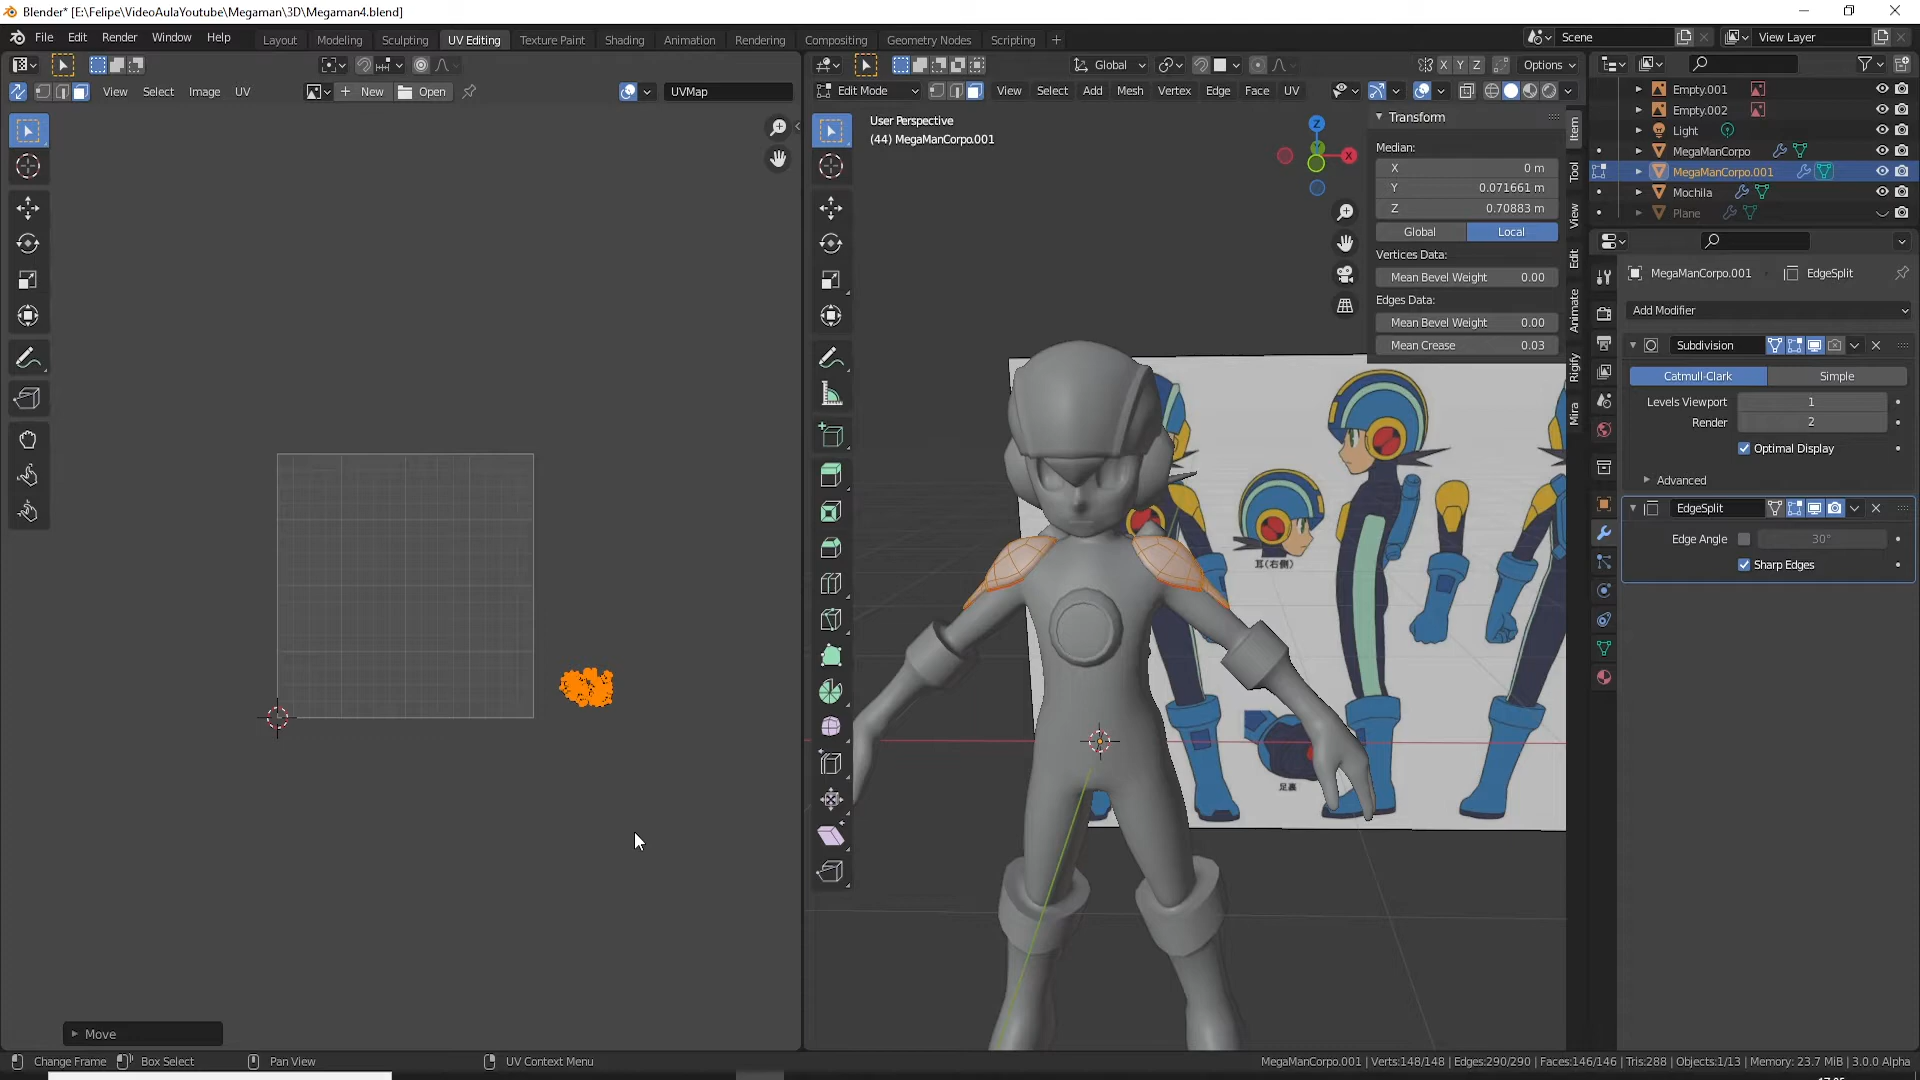 Blender* [E:\Felipe\VideoAulaYoutube\Megaman\3D\Megaman4.blend]
File Edit Render Window Help
Layout Modeling Sculpting UV Editing Texture Paint Shading Animation Rendering Compositing Geometry Nodes Scripting +
Scene
View Layer
Global
X Y Z
Options
View Select Image UV
New
Open
UVMap
Edit Mode
View Select Add Mesh Vertex Edge Face UV
User Perspective
(44) MegaManCorpo.001
Z
X
Transform
Median:
X 0 m
Y 0.071661 m
Z 0.70883 m
Global Local
Vertices Data:
Mean Bevel Weight 0.00
Edges Data:
Mean Bevel Weight 0.00
Mean Crease 0.03
Item
Tool
View
Edit
Animate
Rigify
Mira
Empty.001
Empty.002
Light
MegaManCorpo
MegaManCorpo.001
Mochila
Plane
MegaManCorpo.001 EdgeSplit
Add Modifier
Subdivision
Catmull-Clark Simple
Levels Viewport 1
Render 2
Optimal Display
Advanced
EdgeSplit
Edge Angle 30°
Sharp Edges
耳(右側)
足裏
Move
Change Frame Box Select Pan View UV Context Menu
MegaManCorpo.001 | Verts:148/148 | Edges:290/290 | Faces:146/146 | Tris:288 | Objects:1/13 | Memory: 23.7 MiB | 3.0.0 Alpha